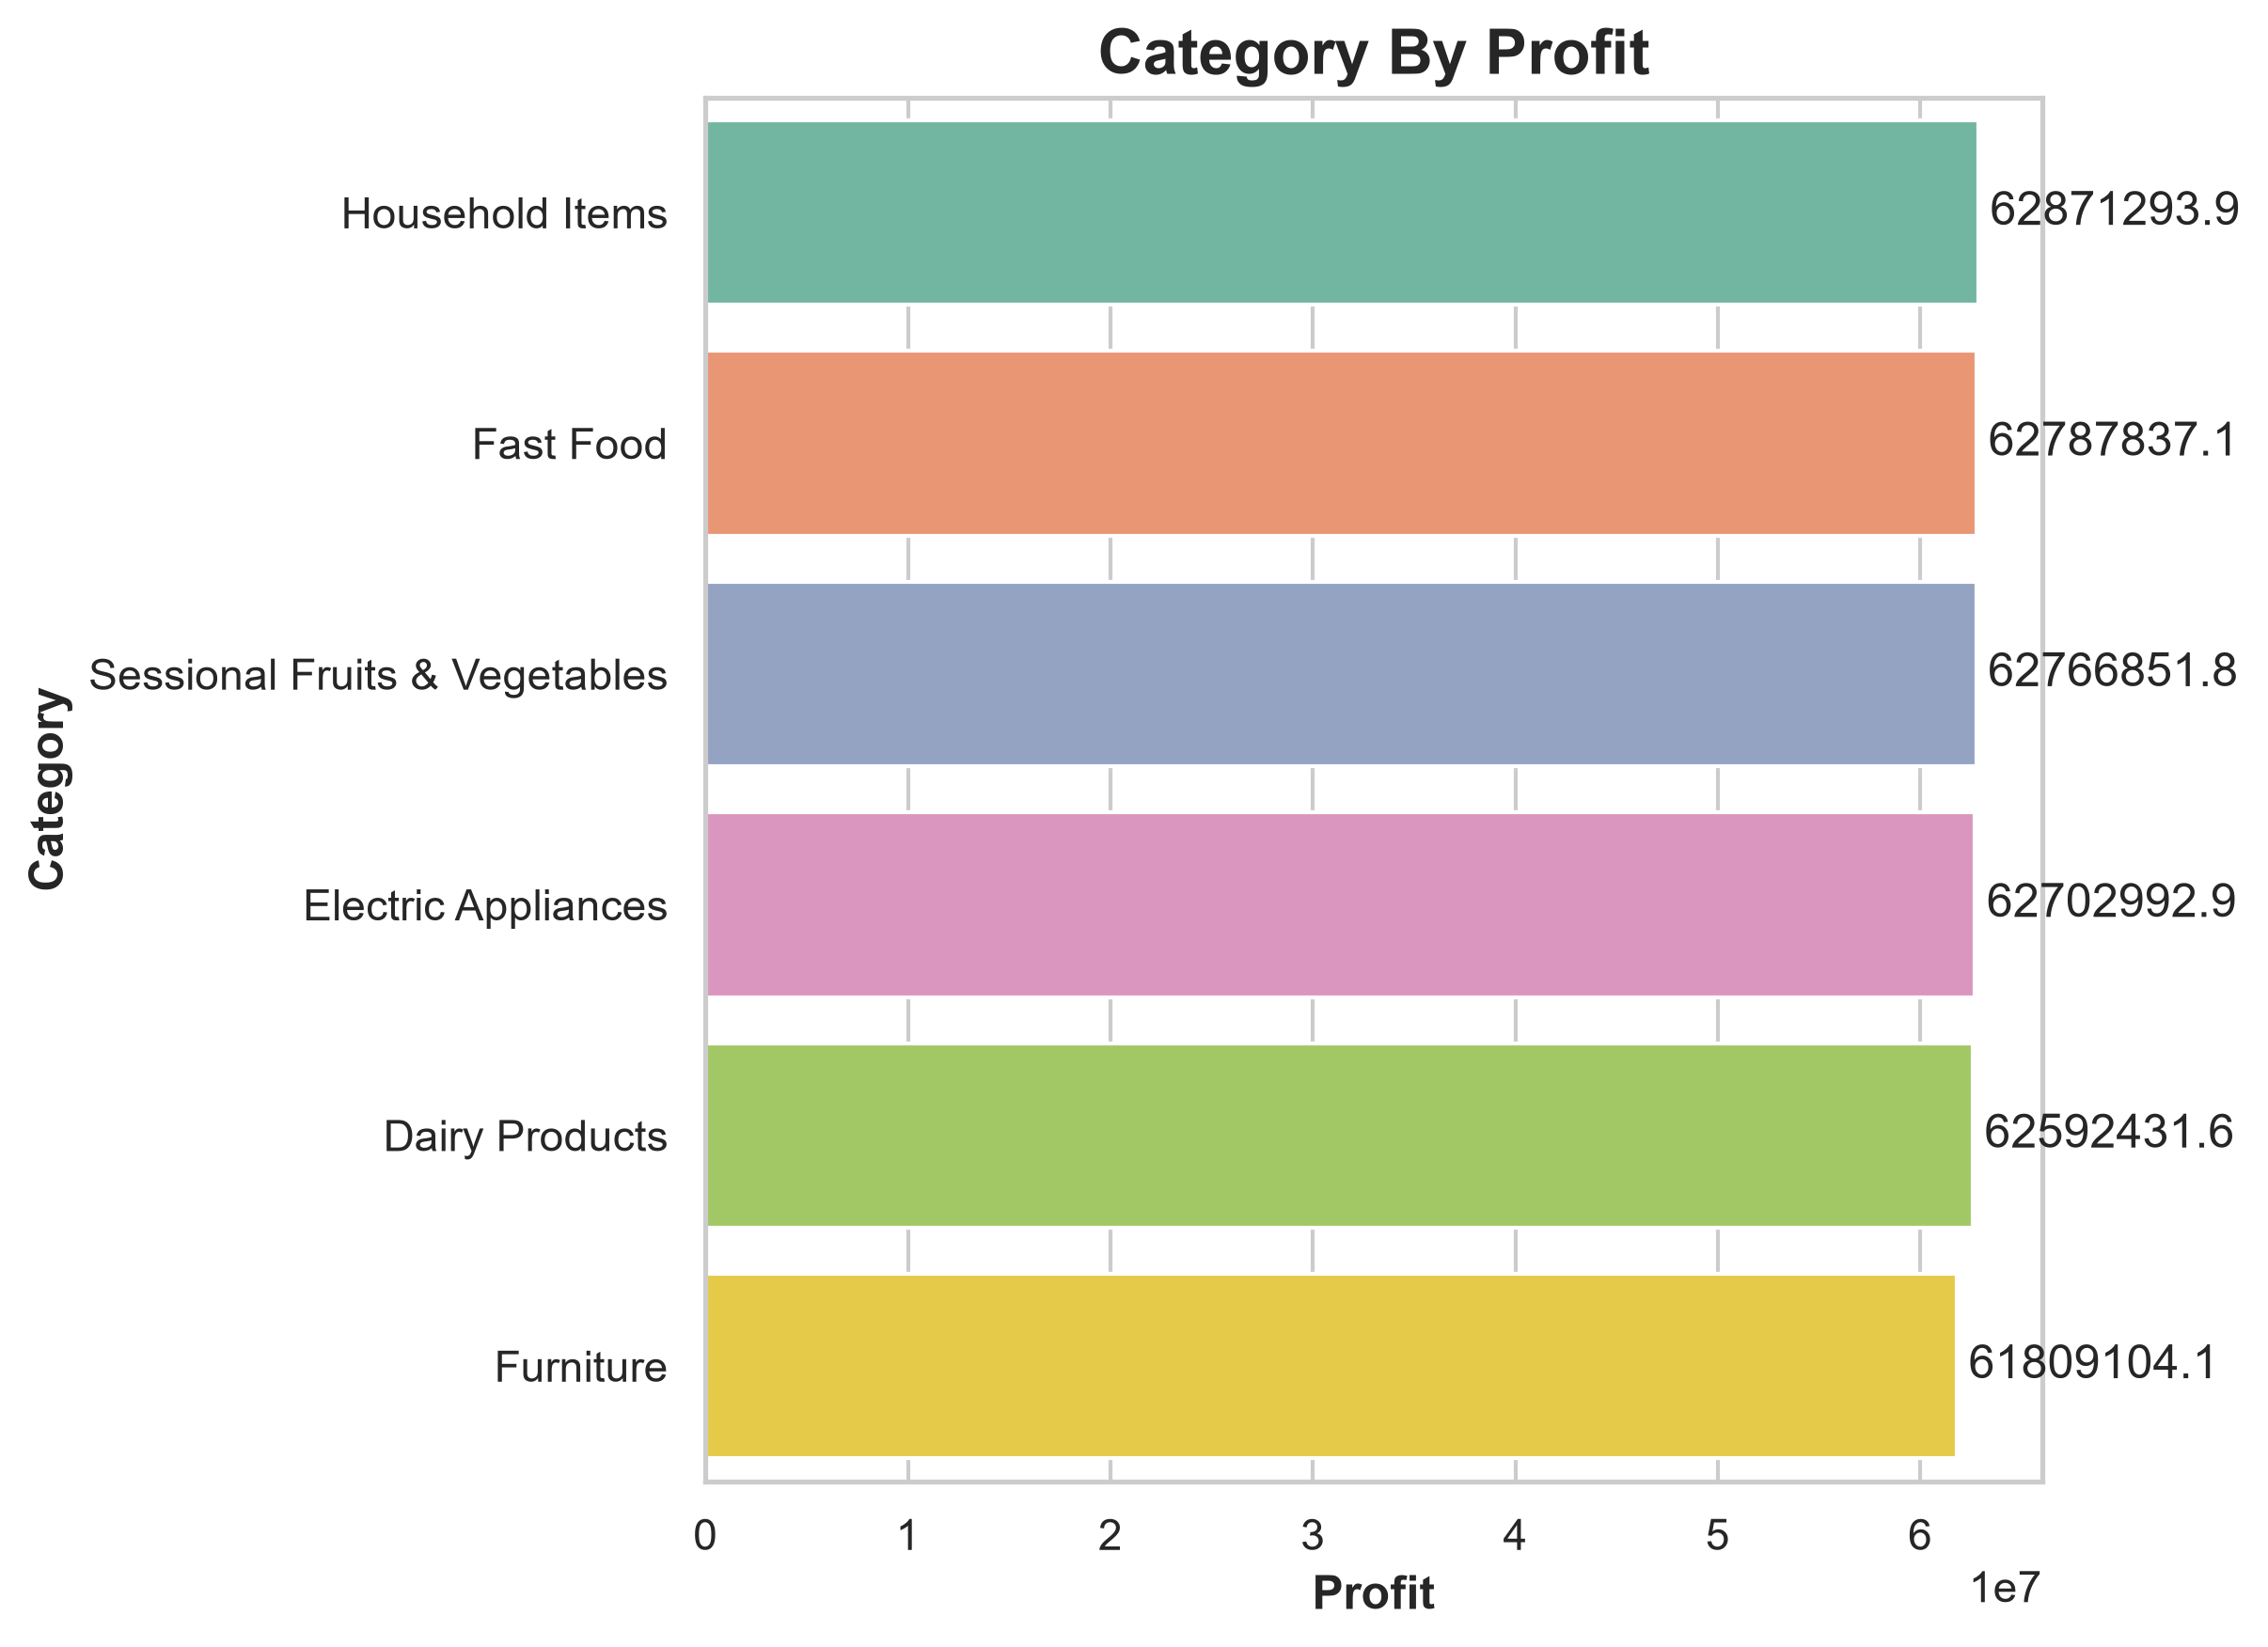 Category By Profit
Household Items
62871293.9
Fast Food
62787837.1
Sessional Fruits & Vegetables
62766851.8
Electric Appliances
62702992.9
Dairy Products
62592431.6
Furniture
61809104.1
Category
0 1 2 3 4 5 6
1e7
Profit